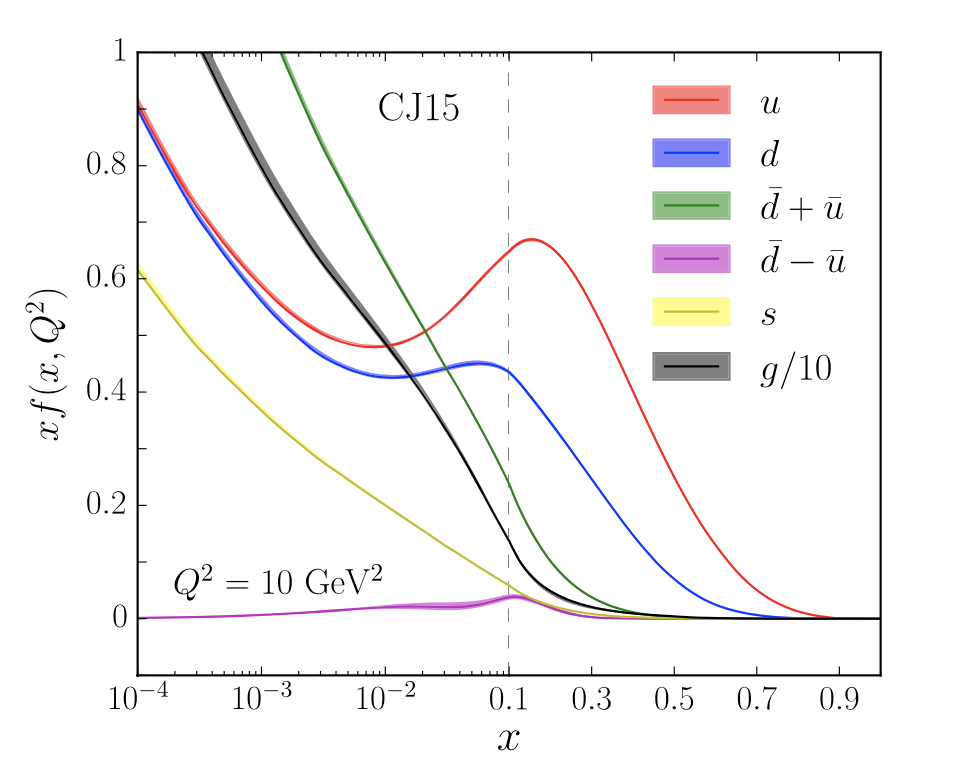 CJ15
u
d
d̄ + ū
d̄ − ū
s
g/10
Q² = 10 GeV²
1
0.8
0.6
0.4
0.2
0
xf(x, Q²)
10⁻⁴ 10⁻³ 10⁻² 0.1 0.3 0.5 0.7 0.9
x